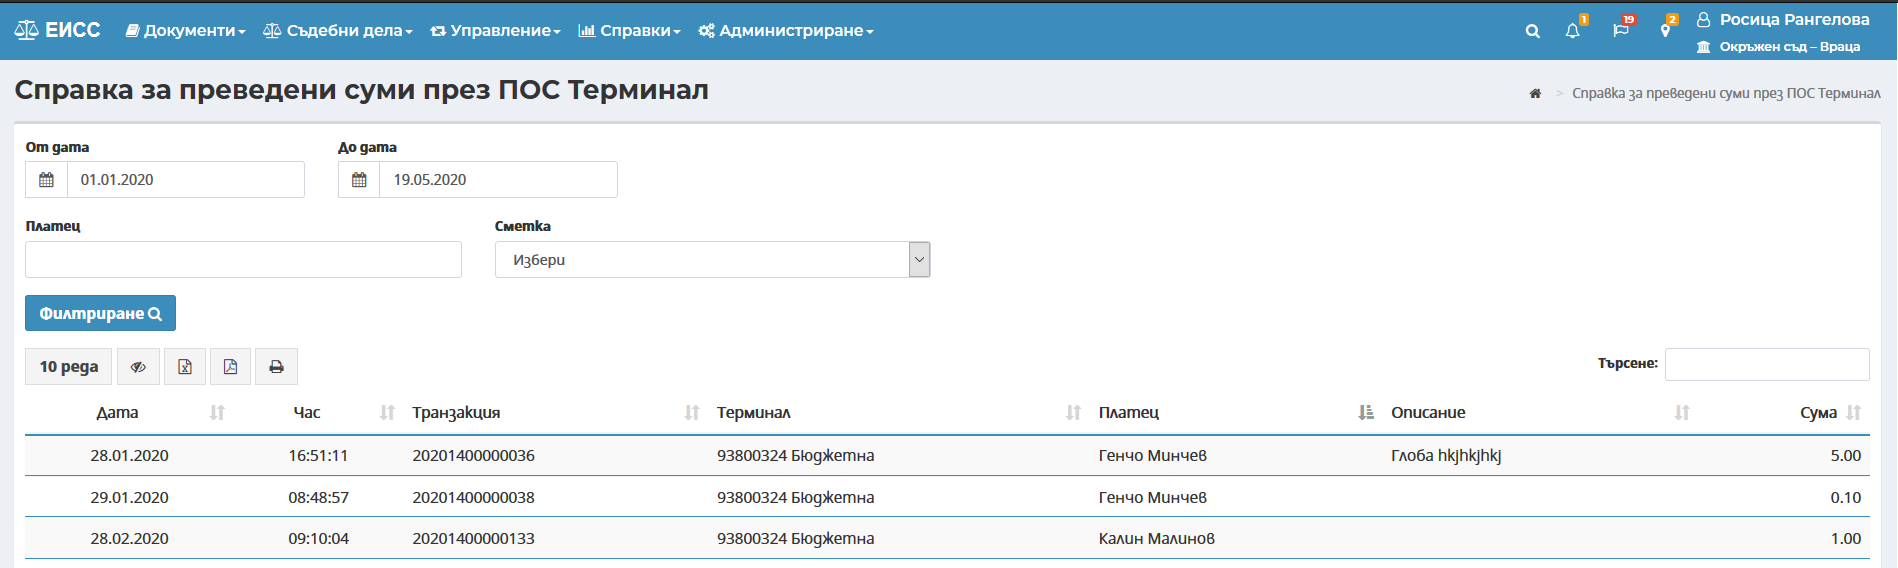 ЕИСС Документи Съдебни дела Управление Справки Администриране 1 19 2 Росица Рангелова
Окръжен съд – Враца
Справка за преведени суми през ПОС Терминал
> Справка за преведени суми през ПОС Терминал
От дата До дата
01.01.2020 19.05.2020
Платец Сметка
Избери
Филтриране
10 реда Търсене:
Дата Час Транзакция Терминал Платец Описание Сума
28.01.2020 16:51:11 20201400000036 93800324 Бюджетна Генчо Минчев Глоба hkjhkjhkj 5.00
29.01.2020 08:48:57 20201400000038 93800324 Бюджетна Генчо Минчев 0.10
28.02.2020 09:10:04 20201400000133 93800324 Бюджетна Калин Малинов 1.00